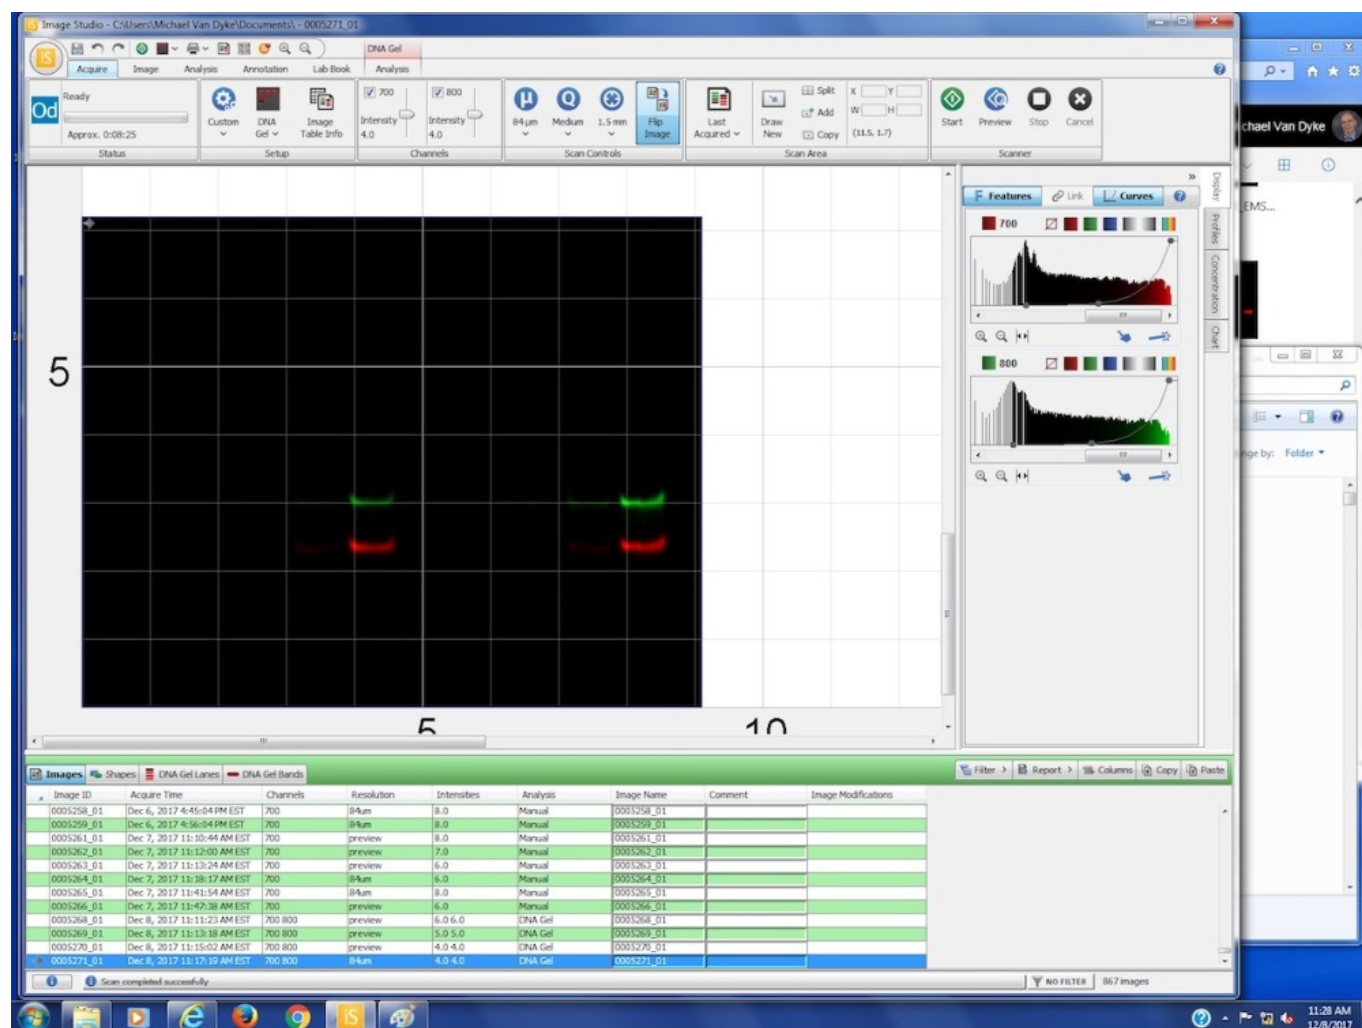 Image Studio - C:\Users\Michael Van Dyke\Documents\ - 0005271_01
DNA Gel
Acquire Image Analysis Annotation Lab Book Analysis
Od
Ready
Approx. 0:08:25
Status
Custom
DNA Gel
Image Table Info
Setup
700
Intensity
4.0
800
Intensity
4.0
Channels
84µm
Medium
1.5 mm
Flip Image
Scan Controls
Last Acquired
Draw New
Split
Add
Copy
X Y
W H
(11.5, 1.7)
Scan Area
Start
Preview
Stop
Cancel
Scanner
chael Van Dyke
EMS...
Features Link Curves
700
800
Display
Profiles
Concentration
Chart
nge by: Folder
5
5 10
Images Shapes DNA Gel Lanes DNA Gel Bands
Filter > Report > Columns Copy Paste
Image ID Acquire Time Channels Resolution Intensities Analysis Image Name Comment Image Modifications
0005258_01 Dec 6, 2017 4:45:04 PM EST 700 84um 8.0 Manual 0005258_01
0005259_01 Dec 6, 2017 4:56:04 PM EST 700 84um 8.0 Manual 0005259_01
0005261_01 Dec 7, 2017 11:10:44 AM EST 700 preview 8.0 Manual 0005261_01
0005262_01 Dec 7, 2017 11:12:00 AM EST 700 preview 7.0 Manual 0005262_01
0005263_01 Dec 7, 2017 11:13:24 AM EST 700 preview 6.0 Manual 0005263_01
0005264_01 Dec 7, 2017 11:18:17 AM EST 700 84um 6.0 Manual 0005264_01
0005265_01 Dec 7, 2017 11:41:54 AM EST 700 84um 8.0 Manual 0005265_01
0005266_01 Dec 7, 2017 11:47:38 AM EST 700 preview 6.0 Manual 0005266_01
0005268_01 Dec 8, 2017 11:11:23 AM EST 700 800 preview 6.0 6.0 DNA Gel 0005268_01
0005269_01 Dec 8, 2017 11:13:18 AM EST 700 800 preview 5.0 5.0 DNA Gel 0005269_01
0005270_01 Dec 8, 2017 11:15:02 AM EST 700 800 preview 4.0 4.0 DNA Gel 0005270_01
0005271_01 Dec 8, 2017 11:17:19 AM EST 700 800 84um 4.0 4.0 DNA Gel 0005271_01
Scan completed successfully
NO FILTER 867 images
11:28 AM
12/8/2017